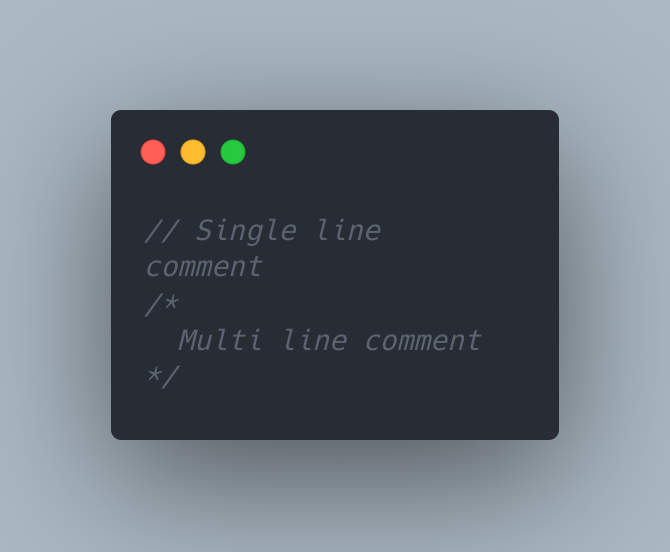 // Single line
comment
/*
  Multi line comment
*/